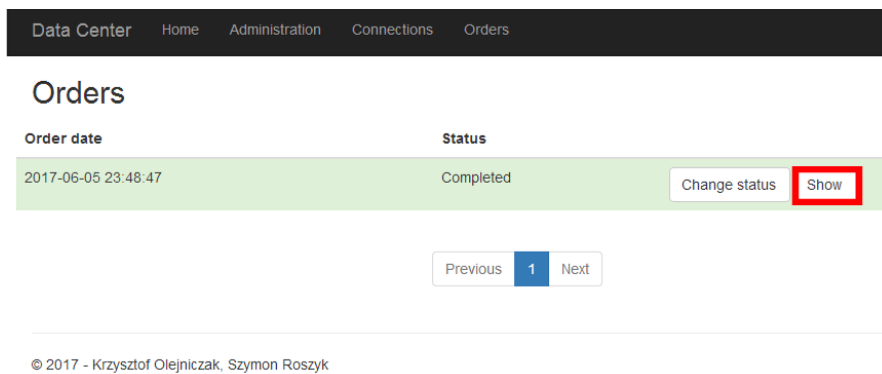 Data Center Home Administration Connections Orders
Orders
Order date Status
2017-06-05 23:48:47 Completed Change status Show
Previous 1 Next
© 2017 - Krzysztof Olejniczak, Szymon Roszyk